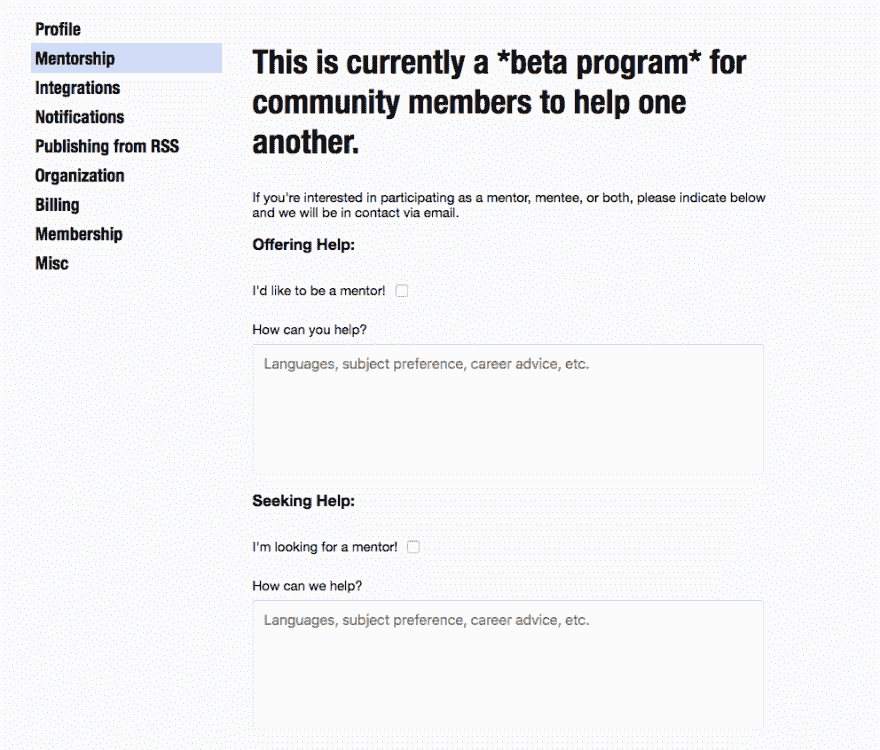 Profile
Mentorship
Integrations
Notifications
Publishing from RSS
Organization
Billing
Membership
Misc
This is currently a *beta program* for
community members to help one
another.
If you're interested in participating as a mentor, mentee, or both, please indicate below
and we will be in contact via email.
Offering Help:
I'd like to be a mentor!
How can you help?
Languages, subject preference, career advice, etc.
Seeking Help:
I'm looking for a mentor!
How can we help?
Languages, subject preference, career advice, etc.